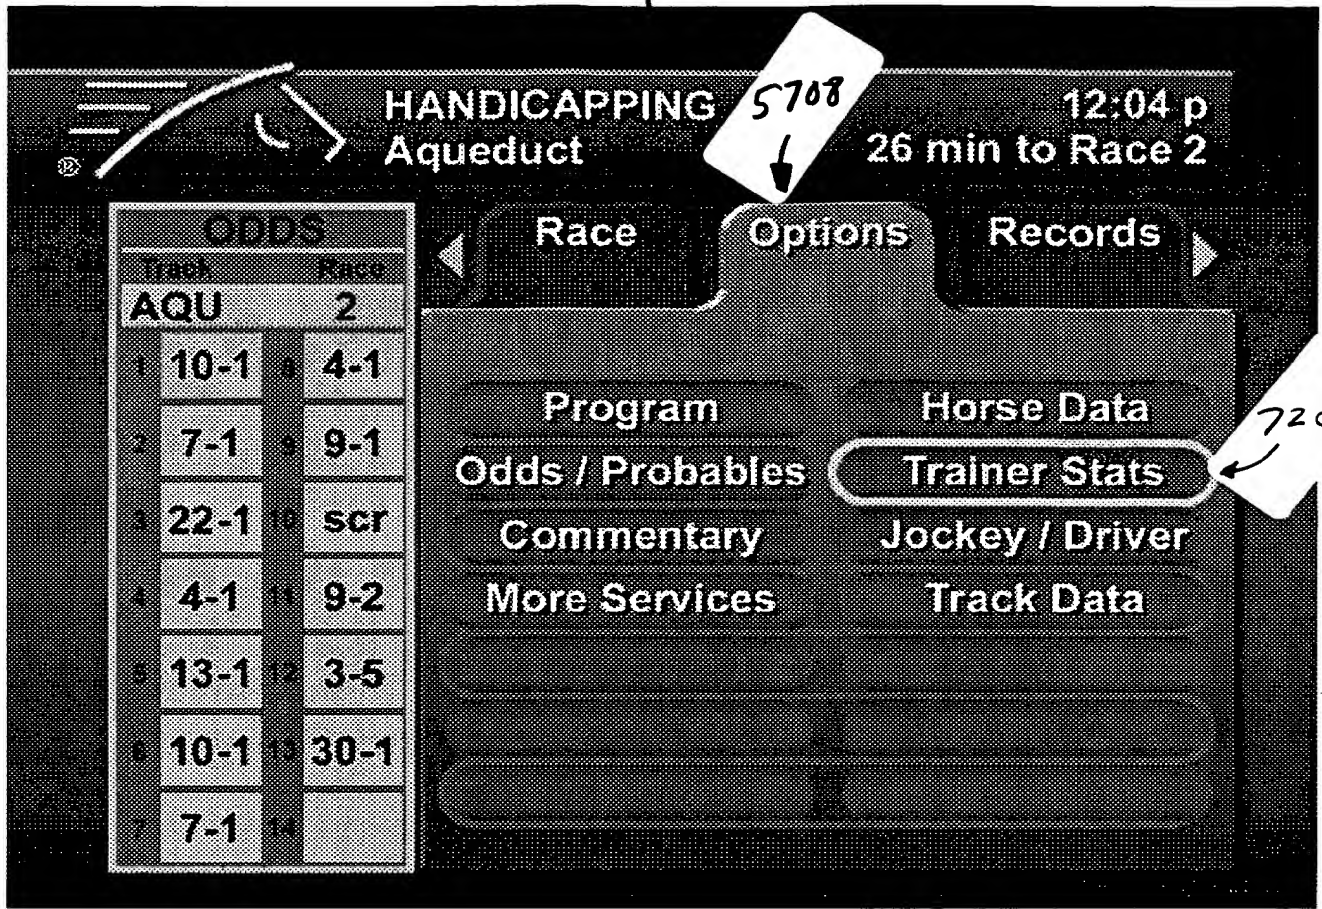 HANDICAPPING
Aqueduct
5708
12:04 p
26 min to Race 2
ODDS
Track Race
AQU 2
1 10-1 8 4-1
2 7-1 9 9-1
3 22-1 10 scr
4 4-1 11 9-2
5 13-1 12 3-5
6 10-1 13 30-1
7 7-1 14
Race Options Records
Program Horse Data
Odds / Probables Trainer Stats
720
Commentary Jockey / Driver
More Services Track Data
®